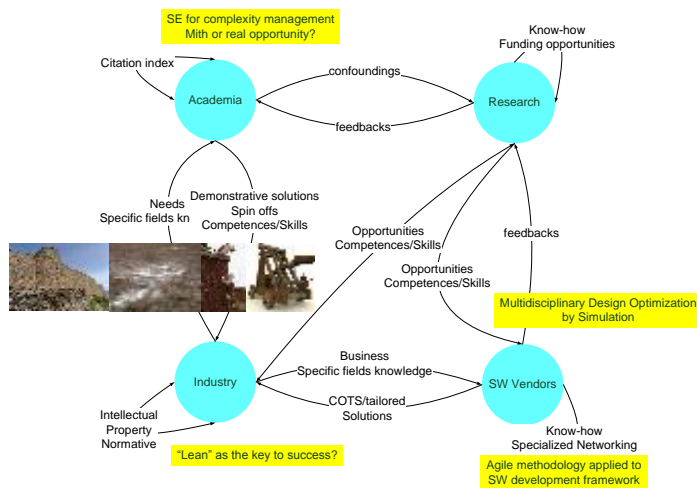 SE for complexity management
Mith or real opportunity?
Know-how
Funding opportunities
Citation index
confoundings
Academia
Research
feedbacks
Needs
Specific fields kn
Demonstrative solutions
Spin offs
Competences/Skills
Opportunities
Competences/Skills
feedbacks
Opportunities
Competences/Skills
Multidisciplinary Design Optimization
by Simulation
Business
Specific fields knowledge
Industry
SW Vendors
COTS/tailored
Solutions
Intellectual
Property
Normative
Know-how
Specialized Networking
“Lean” as the key to success?
Agile methodology applied to
SW development framework